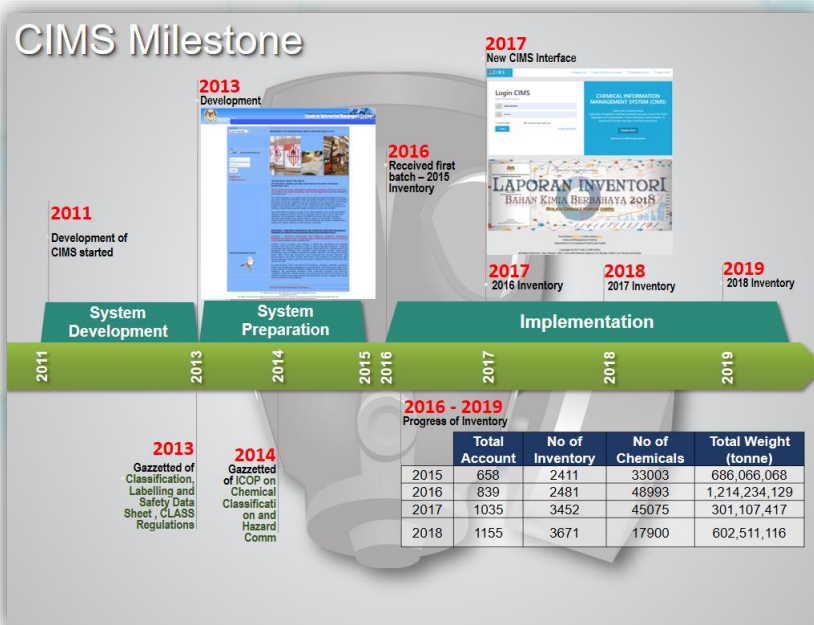 CIMS Milestone
2017
New CIMS Interface
2013
Development
2016
Received first
batch – 2015
Inventory
2011
Development of
CIMS started
Login CIMS
CHEMICAL INFORMATION
MANAGEMENT SYSTEM (CIMS)
LAPORAN INVENTORI
BAHAN KIMIA BERBAHAYA 2018
2017
2016 Inventory
2018
2017 Inventory
2019
2018 Inventory
System
Development
System
Preparation
Implementation
2011
2013
2014
2015
2016
2017
2018
2019
2013
Gazzetted of
Classification,
Labelling and
Safety Data
Sheet , CLASS
Regulations
2014
Gazzetted
of ICOP on
Chemical
Classificati
on and
Hazard
Comm
2016 - 2019
Progress of Inventory
Total Account No of Inventory No of Chemicals Total Weight (tonne)
2015 658 2411 33003 686,066,068
2016 839 2481 48993 1,214,234,129
2017 1035 3452 45075 301,107,417
2018 1155 3671 17900 602,511,116